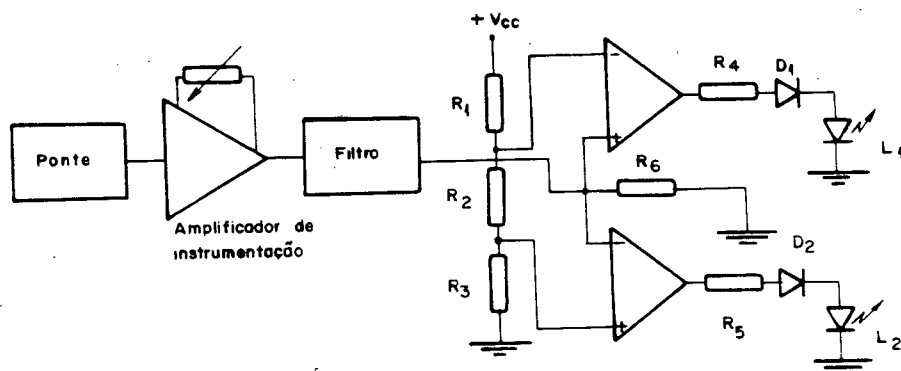 + Vcc
R1
R4
D1
L1
Ponte
Filtro
R6
R2
Amplificador de
instrumentação
R3
D2
R5
L2